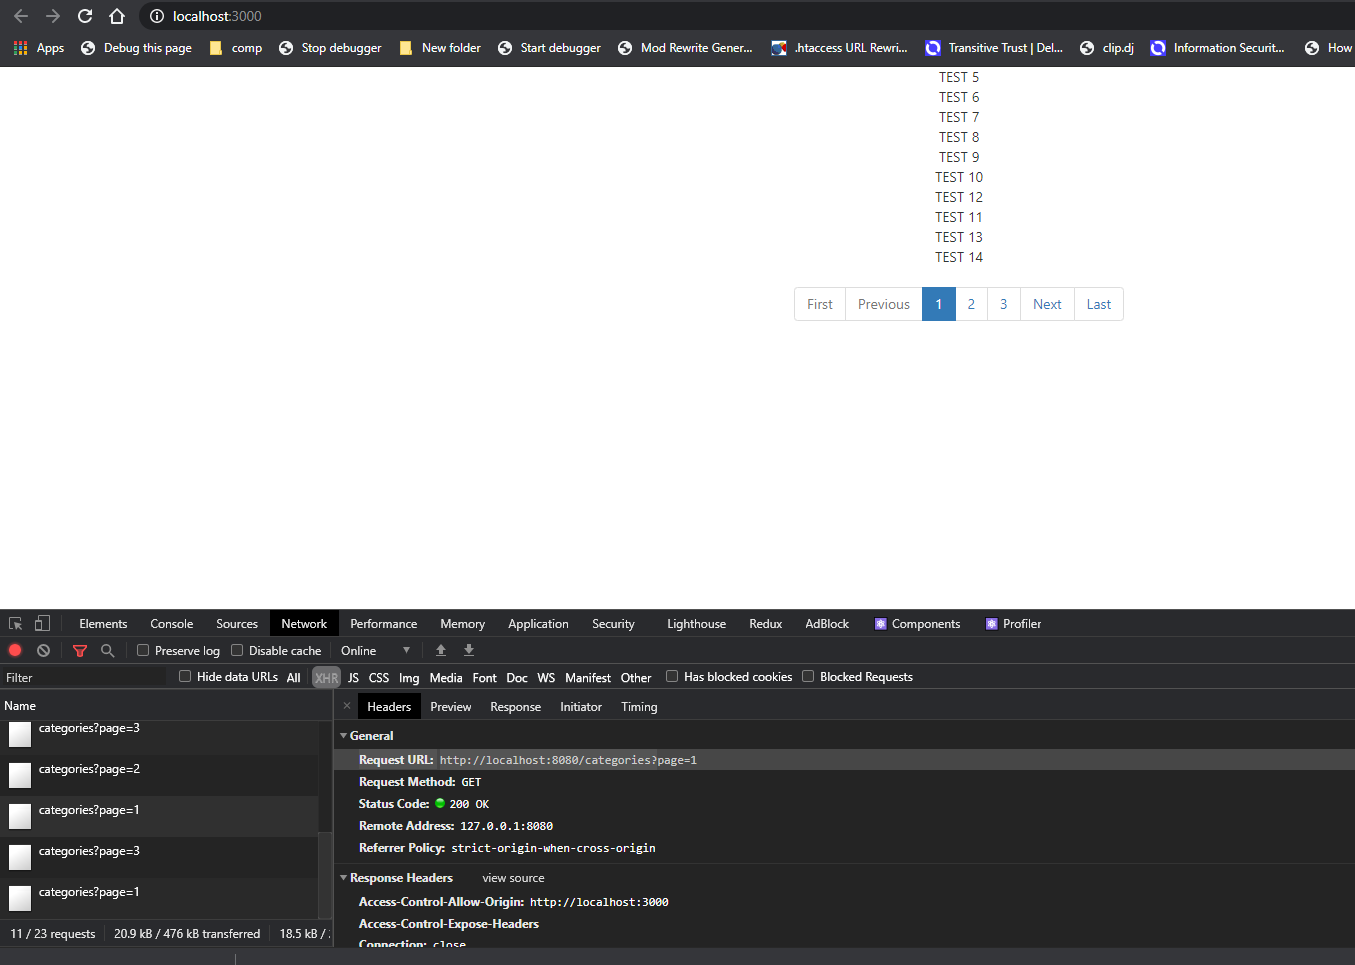 localhost:3000
Apps Debug this page comp Stop debugger New folder Start debugger Mod Rewrite Gener... .htaccess URL Rewri... Transitive Trust | Del... clip.dj Information Securit... How
TEST 5
TEST 6
TEST 7
TEST 8
TEST 9
TEST 10
TEST 12
TEST 11
TEST 13
TEST 14
First Previous 1 2 3 Next Last
Elements Console Sources Network Performance Memory Application Security Lighthouse Redux AdBlock Components Profiler
Preserve log Disable cache Online
Filter Hide data URLs All XHR JS CSS Img Media Font Doc WS Manifest Other Has blocked cookies Blocked Requests
Name
categories?page=3
categories?page=2
categories?page=1
categories?page=3
categories?page=1
11 / 23 requests 20.9 kB / 476 kB transferred 18.5 kB /
Headers Preview Response Initiator Timing
General
Request URL: http://localhost:8080/categories?page=1
Request Method: GET
Status Code: 200 OK
Remote Address: 127.0.0.1:8080
Referrer Policy: strict-origin-when-cross-origin
Response Headers view source
Access-Control-Allow-Origin: http://localhost:3000
Access-Control-Expose-Headers
Connection: close